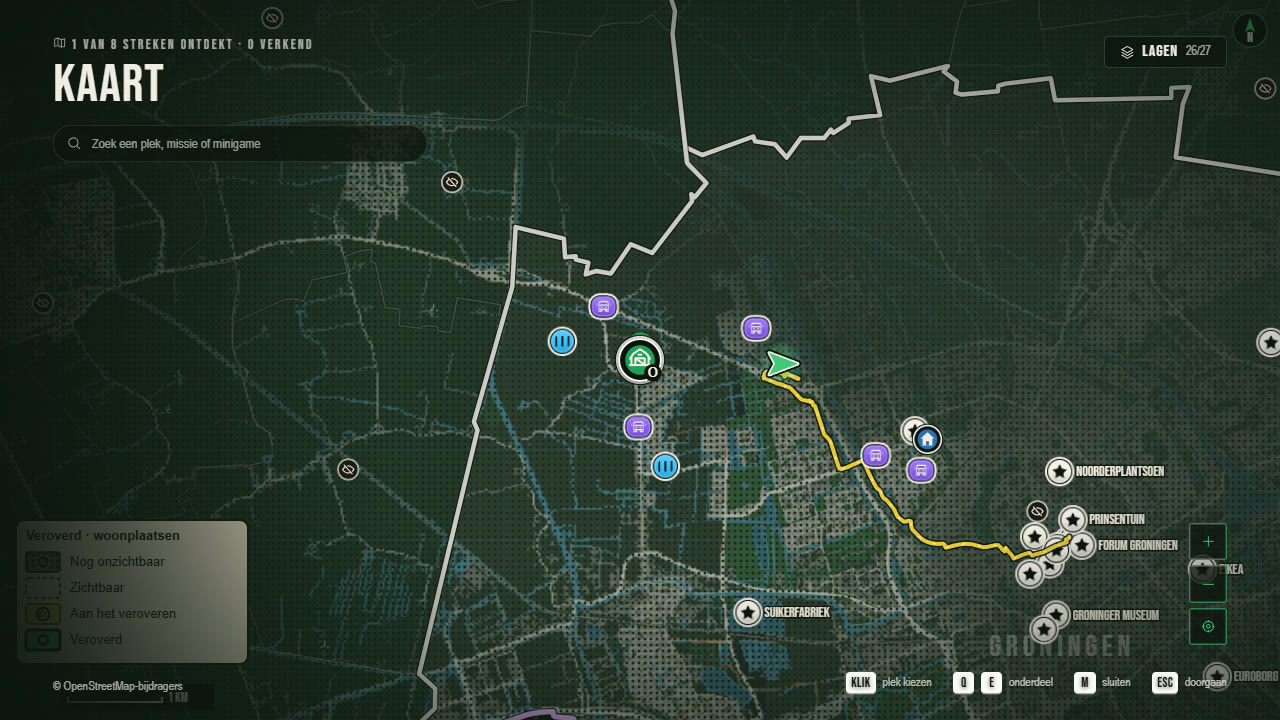 1 VAN 8 STREKEN ONTDEKT · 0 VERKEND
KAART
Zoek een plek, missie of minigame
LAGEN 26/27
N
0
NOORDERPLANTSOEN
PRINSENTUIN
FORUM GRONINGEN
IKEA
SUIKERFABRIEK
GRONINGER MUSEUM
GRONINGEN
EUROBORG
Veroverd · woonplaatsen
Nog onzichtbaar
Zichtbaar
Aan het veroveren
Veroverd
© OpenStreetMap-bijdragers
1 KM
KLIK plek kiezen Q E onderdeel M sluiten ESC doorgaan